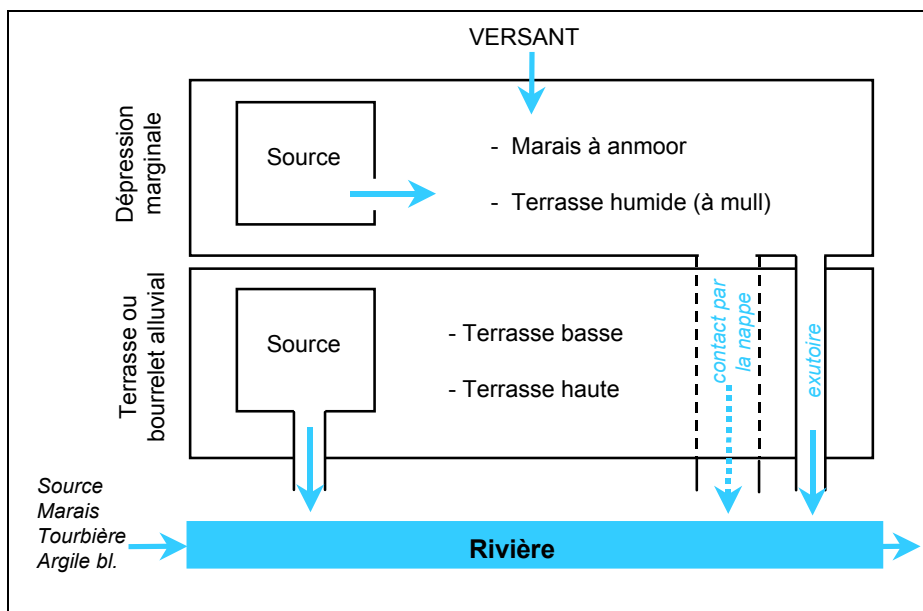 VERSANT
Dépression
marginale
Source
- Marais à anmoor
- Terrasse humide (à mull)
Terrasse ou
bourrelet alluvial
Source
- Terrasse basse
- Terrasse haute
contact par
la nappe
exutoire
Source
Marais
Tourbière
Argile bl.
Rivière